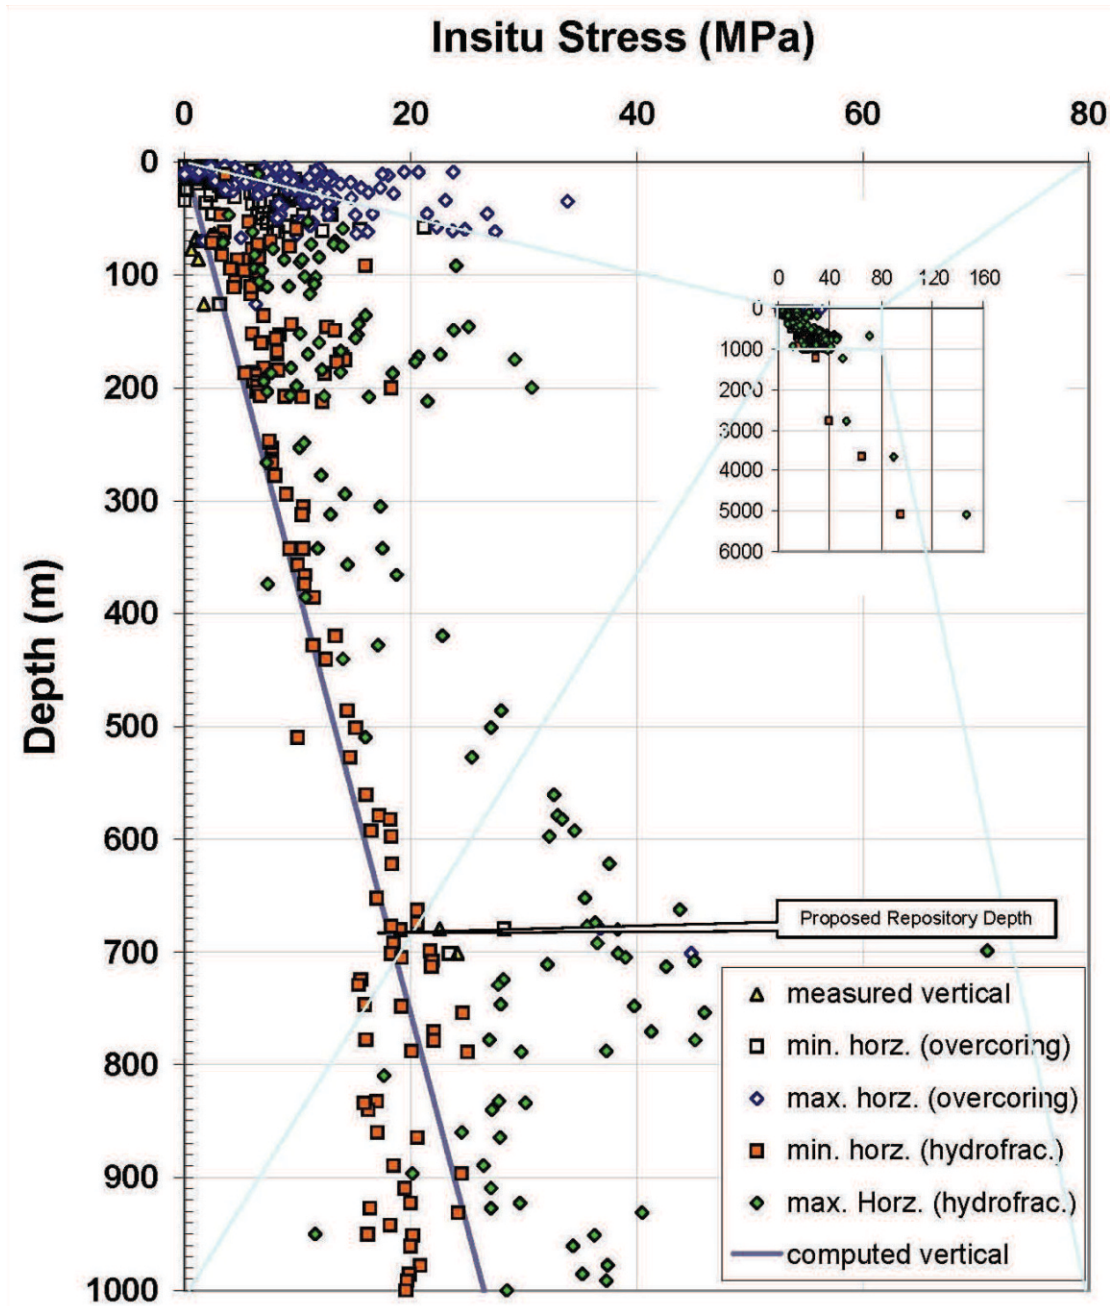 Insitu Stress (MPa)
0 20 40 60 80
0
100
200
300
400
500
600
700
800
900
1000
Depth (m)
0 40 80 120 160
0
1000
2000
3000
4000
5000
6000
Proposed Repository Depth
measured vertical
min. horz. (overcoring)
max. horz. (overcoring)
min. horz. (hydrofrac.)
max. Horz. (hydrofrac.)
computed vertical